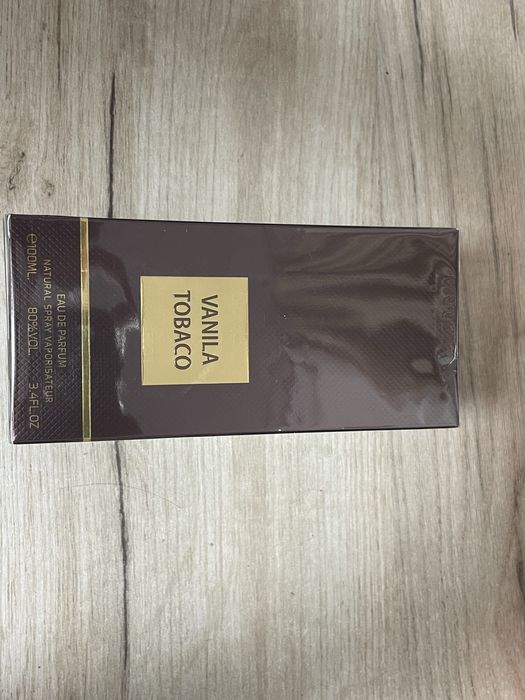 VANILA
TOBACO
EAU DE PARFUM
NATURAL SPRAY VAPORISATEUR
℮100ML. 80%VOL. 3.4FL.OZ